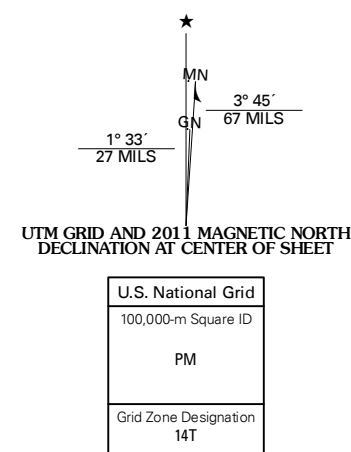 ★
MN
3° 45´
67 MILS
GN
1° 33´
27 MILS
UTM GRID AND 2011 MAGNETIC NORTH
DECLINATION AT CENTER OF SHEET
U.S. National Grid
100,000-m Square ID
PM
Grid Zone Designation
14T